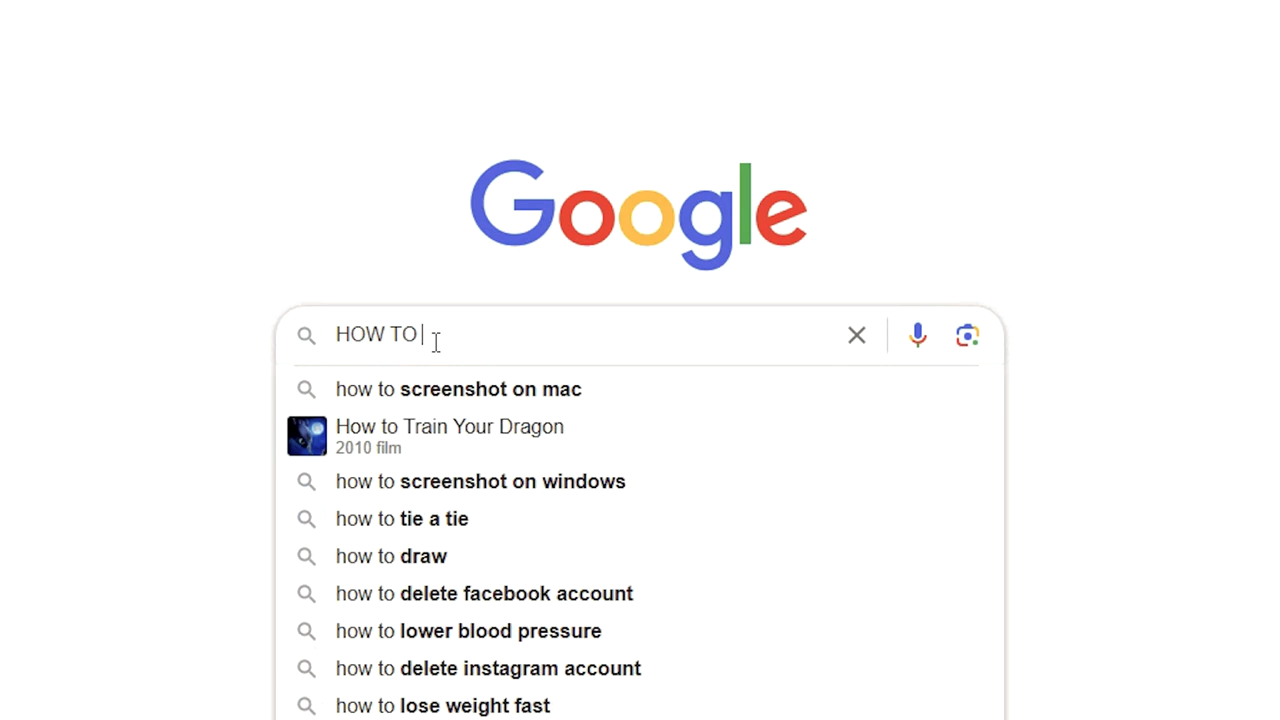 Google
HOW TO
how to screenshot on mac
How to Train Your Dragon
2010 film
how to screenshot on windows
how to tie a tie
how to draw
how to delete facebook account
how to lower blood pressure
how to delete instagram account
how to lose weight fast